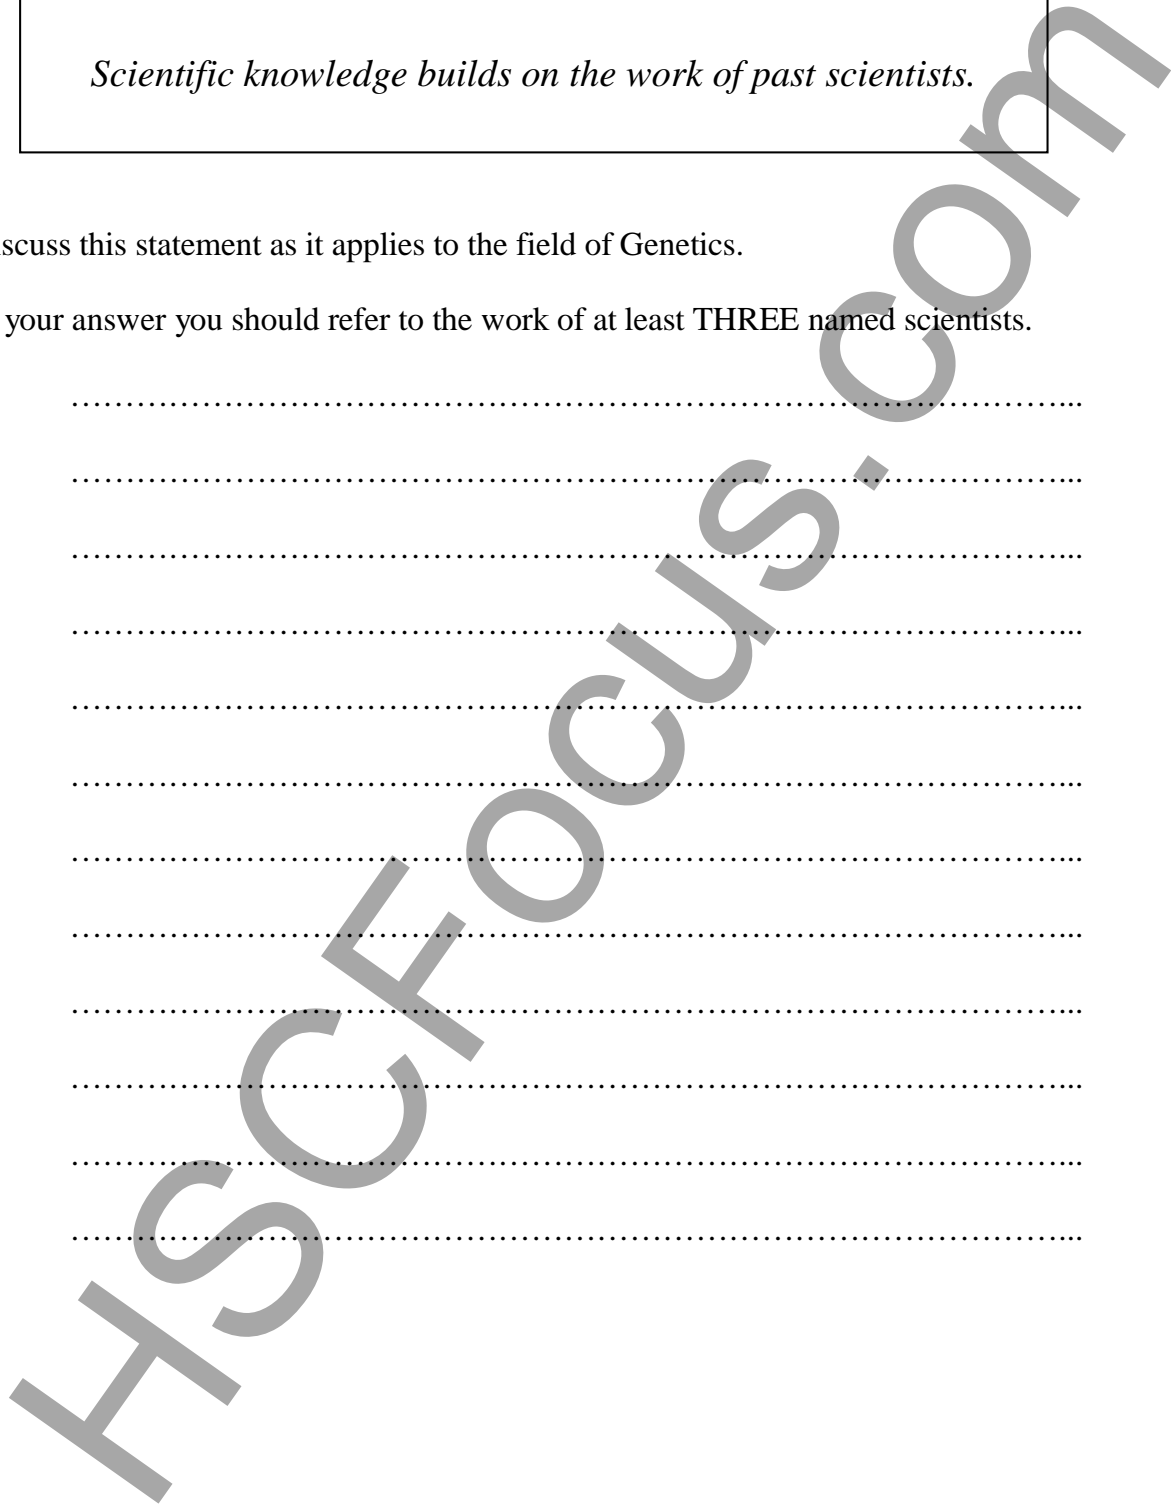 Scientific knowledge builds on the work of past scientists.
scuss this statement as it applies to the field of Genetics.
your answer you should refer to the work of at least THREE named scientists.
HSCFocus.com